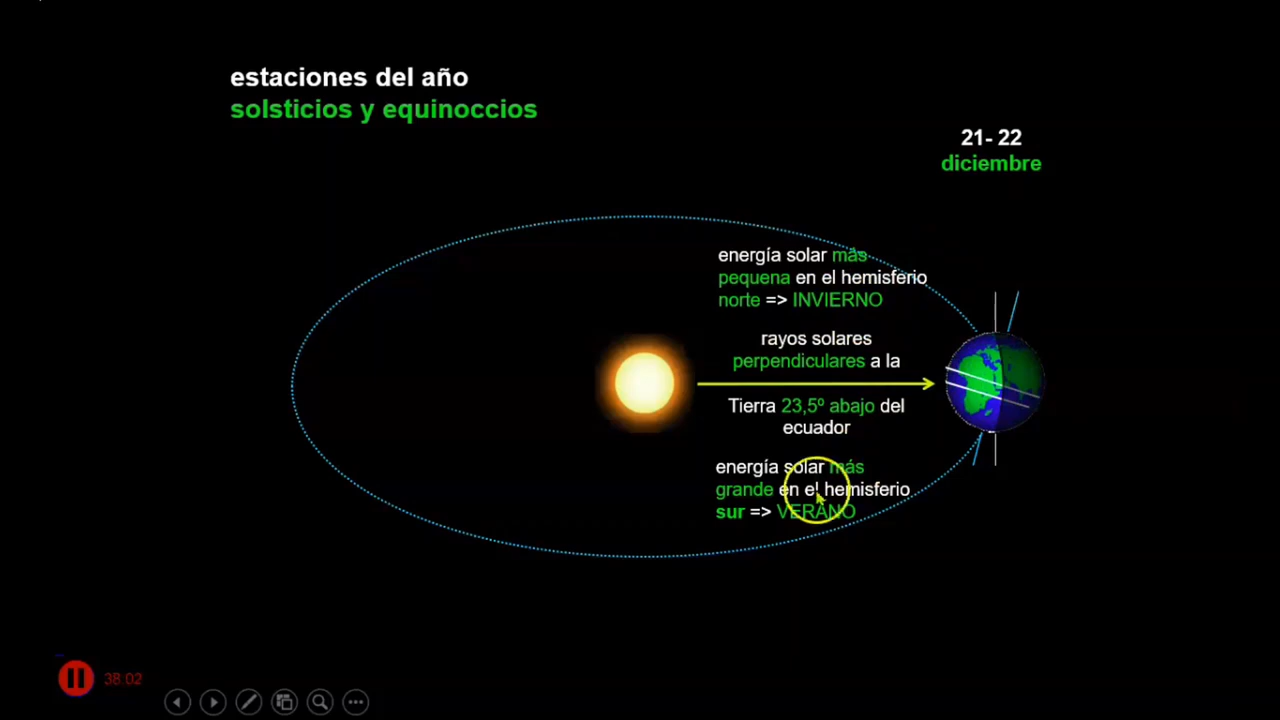 estaciones del año
solsticios y equinoccios
21- 22
diciembre
energía solar más
pequena en el hemisferio
norte => INVIERNO
rayos solares
perpendiculares a la
Tierra 23,5º abajo del
ecuador
energía solar más
grande en el hemisferio
sur => VERANO
38:02